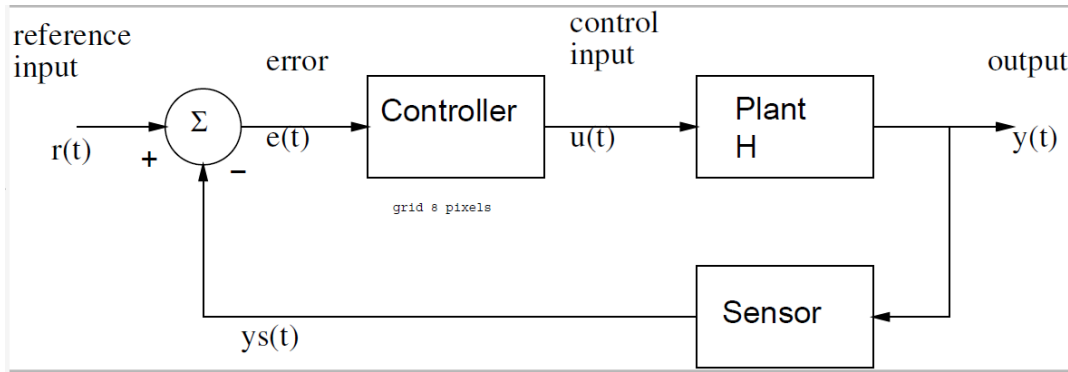 reference
input
error
control
input
output
Controller
Plant
H
Σ
r(t)
+
−
e(t)
u(t)
y(t)
grid 8 pixels
Sensor
ys(t)